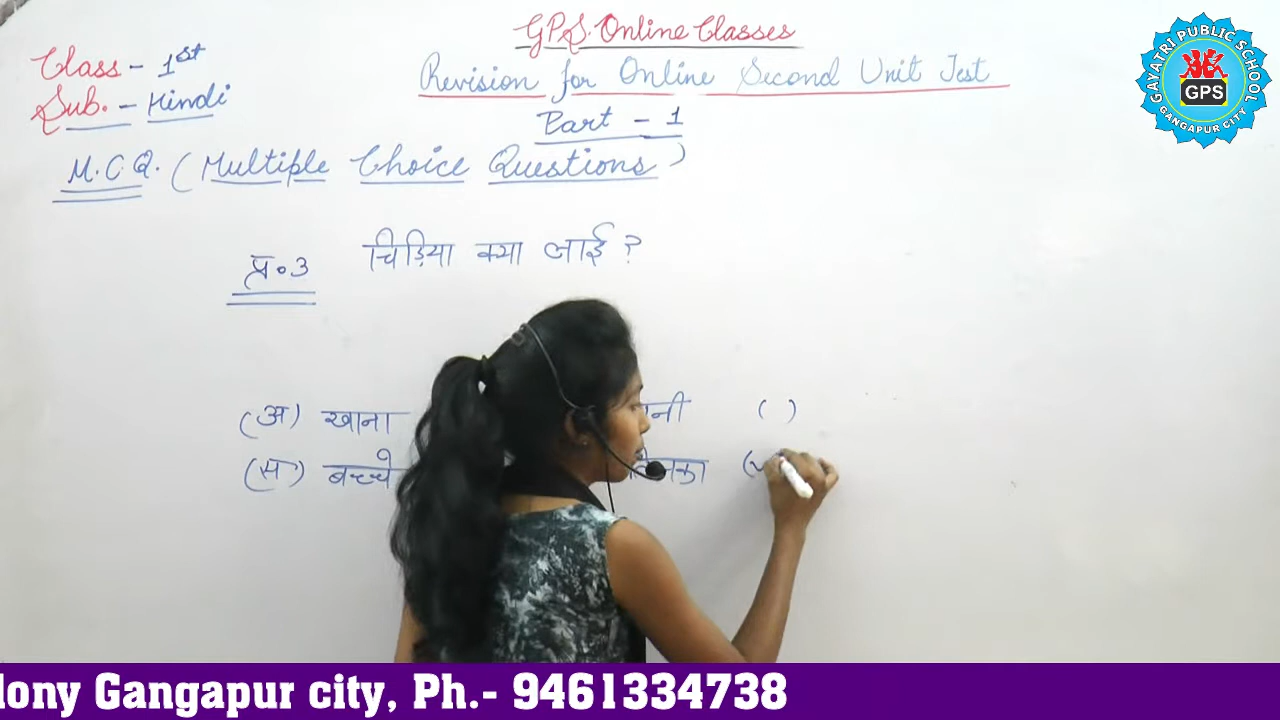 G.P.S. Online Classes
Class - 1st
Revision for Online Second Unit Test
Sub. - Hindi
Part - 1
M.C.Q. (Multiple Choice Questions)
प्र०3 चिड़िया क्या लाई ?
(अ) खाना ( )
(स) बच्चे
GAYATRI PUBLIC SCHOOL
GPS
GANGAPUR CITY
lony Gangapur city, Ph.- 9461334738